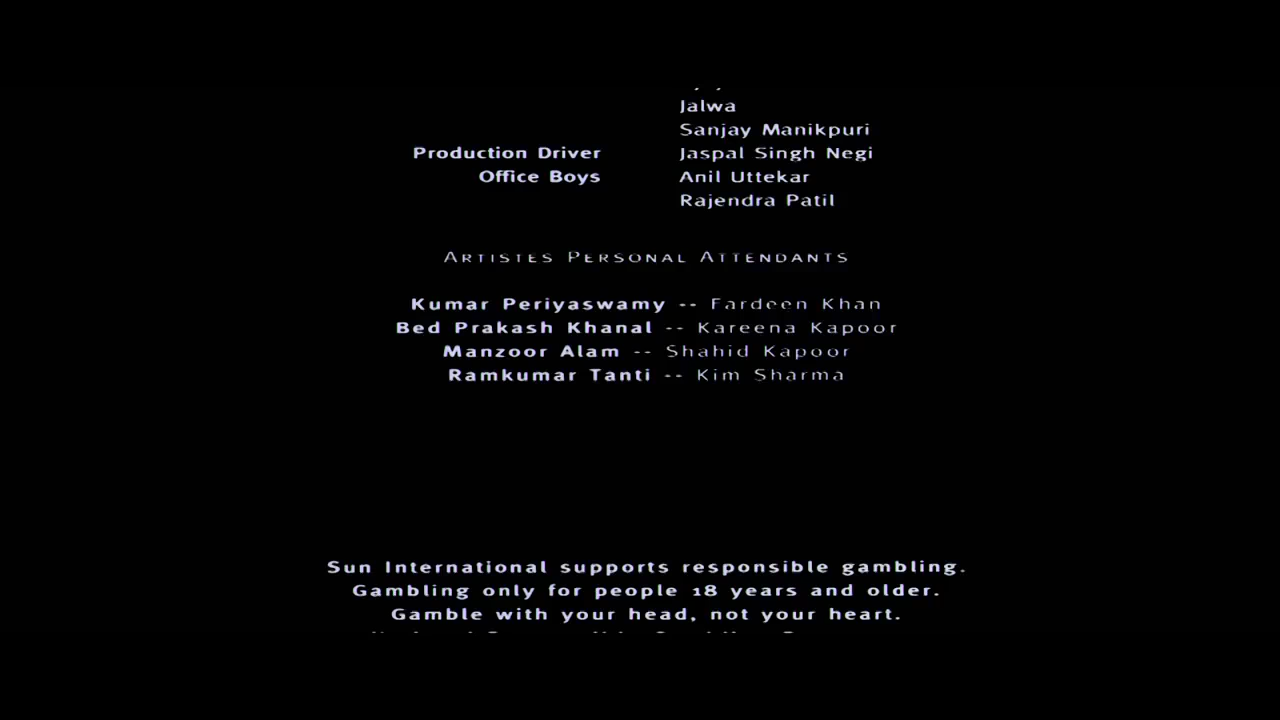 Jalwa
Sanjay Manikpuri
Production Driver Jaspal Singh Negi
Office Boys Anil Uttekar
Rajendra Patil
Artistes Personal Attendants
Kumar Periyaswamy -- Fardeen Khan
Bed Prakash Khanal -- Kareena Kapoor
Manzoor Alam -- Shahid Kapoor
Ramkumar Tanti -- Kim Sharma
Sun International supports responsible gambling.
Gambling only for people 18 years and older.
Gamble with your head, not your heart.